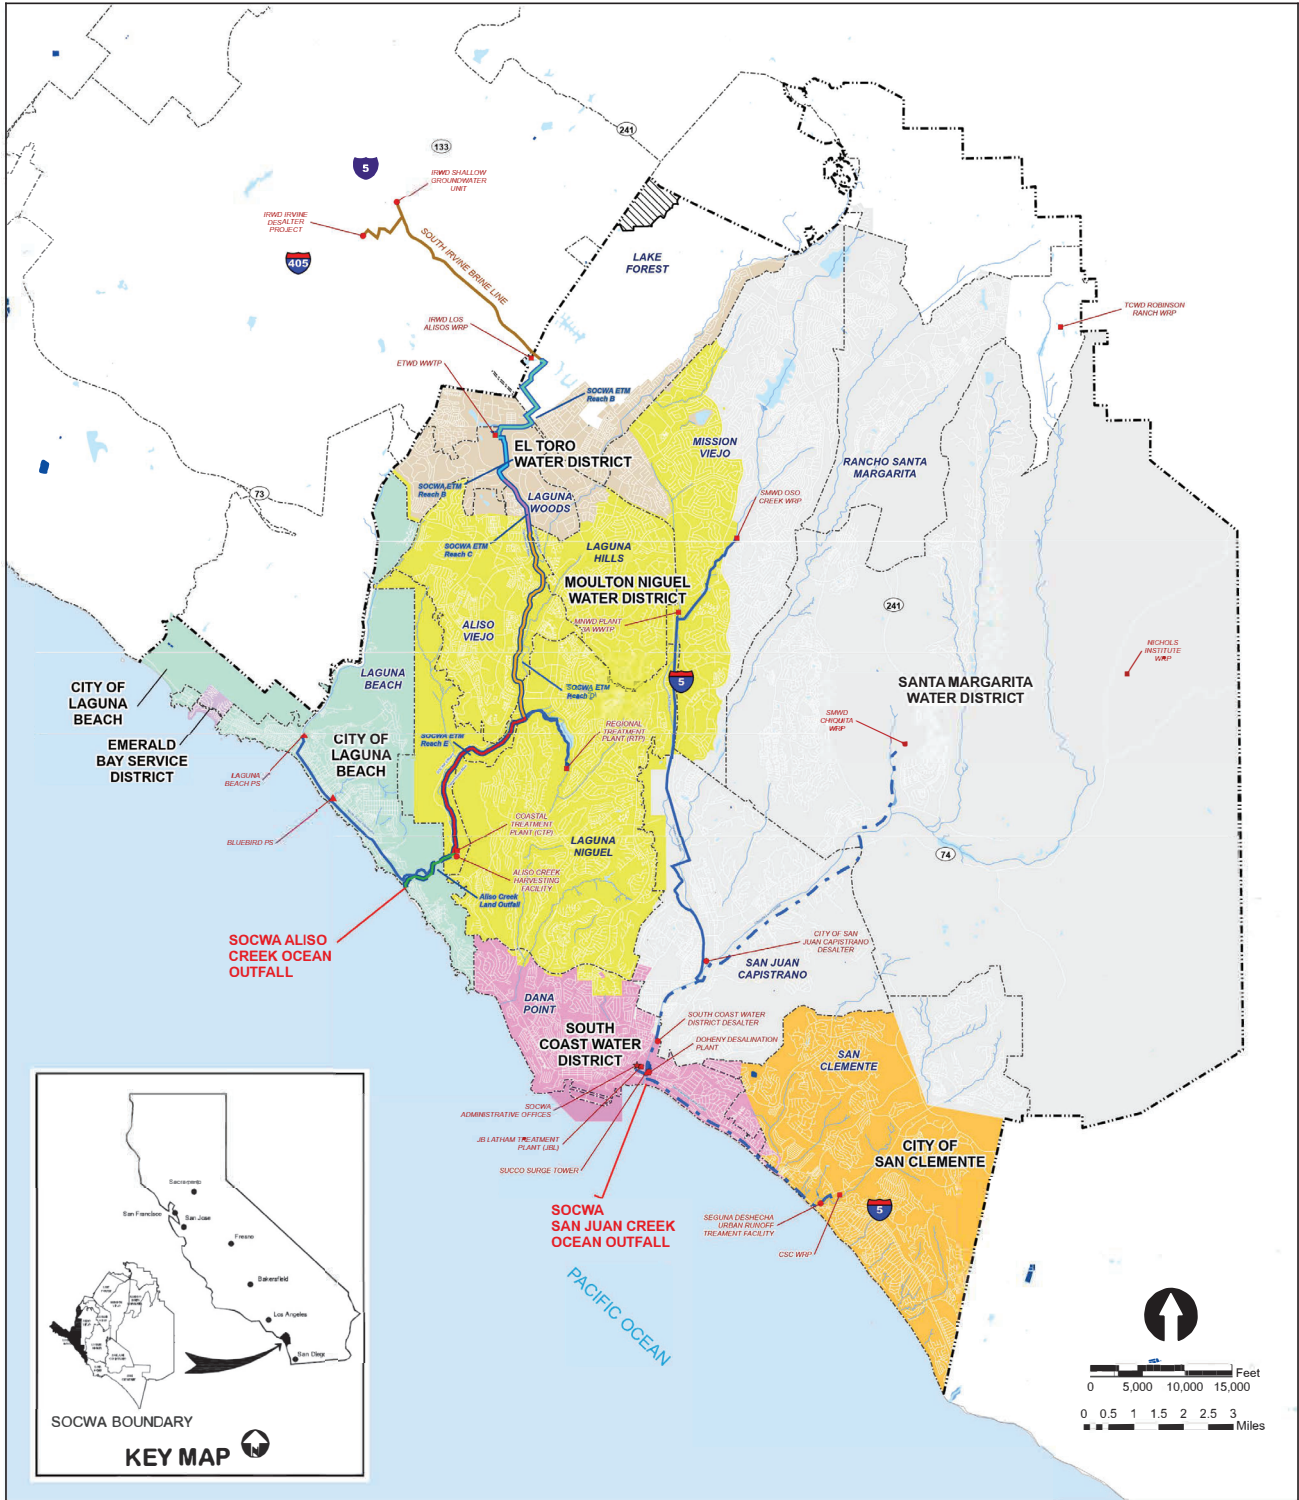 241
133
5
IRWD SHALLOW
GROUNDWATER
UNIT
IRWD IRVINE
DESALTER
PROJECT
405
SOUTH IRVINE BRINE LINE
LAKE
FOREST
IRWD LOS
ALISOS WRP
TCWD ROBINSON
RANCH WRP
ETWD WWTP
SOCWA ETM
Reach B
EL TORO
WATER DISTRICT
MISSION
VIEJO
RANCHO SANTA
MARGARITA
SOCWA ETM
Reach B
LAGUNA
WOODS
SMWD OSO
CREEK WRP
73
SOCWA ETM
Reach C
LAGUNA
HILLS
MOULTON NIGUEL
WATER DISTRICT
241
ALISO
VIEJO
MNWD PLANT
3A WWTP
NICHOLS
INSTITUTE
WRP
LAGUNA
BEACH
5
SANTA MARGARITA
WATER DISTRICT
CITY OF
LAGUNA
BEACH
SOCWA ETM
Reach D
SMWD
CHIQUITA
WRP
EMERALD
BAY SERVICE
DISTRICT
CITY OF
LAGUNA
BEACH
SOCWA ETM
Reach E
REGIONAL
TREATMENT
PLANT (RTP)
LAGUNA
BEACH PS
COASTAL
TREATMENT
PLANT (CTP)
BLUEBIRD PS
LAGUNA
NIGUEL
74
ALISO CREEK
HARVESTING
FACILITY
Aliso Creek
Land Outfall
SOCWA ALISO
CREEK OCEAN
OUTFALL
CITY OF SAN
JUAN CAPISTRANO
DESALTER
SAN JUAN
CAPISTRANO
DANA
POINT
SOUTH COAST WATER
DISTRICT DESALTER
SOUTH
COAST WATER
DISTRICT
DOHENY DESALINATION
PLANT
SAN
CLEMENTE
SOCWA
ADMINISTRATIVE OFFICES
JB LATHAM TREATMENT
PLANT (JBL)
SUCCO SURGE TOWER
CITY OF
SAN CLEMENTE
SOCWA
SAN JUAN CREEK
OCEAN OUTFALL
SEGUNA DESHECHA
URBAN RUNOFF
TREAMENT FACILITY
5
CSC WRP
PACIFIC OCEAN
Sacramento
San Francisco
San Jose
Fresno
Bakersfield
Los Angeles
San Diego
SOCWA BOUNDARY
KEY MAP
N
Feet
0 5,000 10,000 15,000
0 0.5 1 1.5 2 2.5 3
Miles